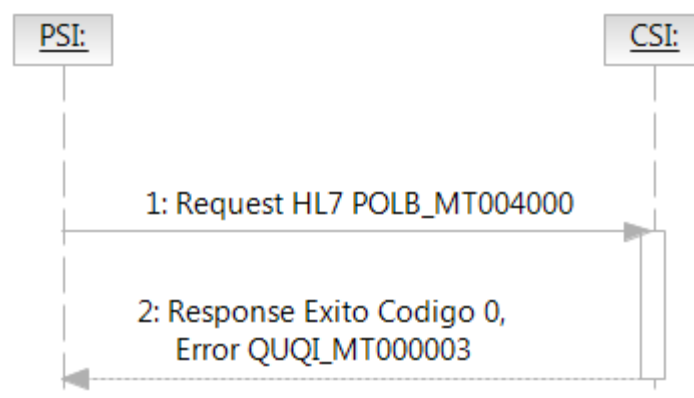 PSI:
CSI:
1: Request HL7 POLB_MT004000
2: Response Exito Codigo 0,
Error QUQI_MT000003